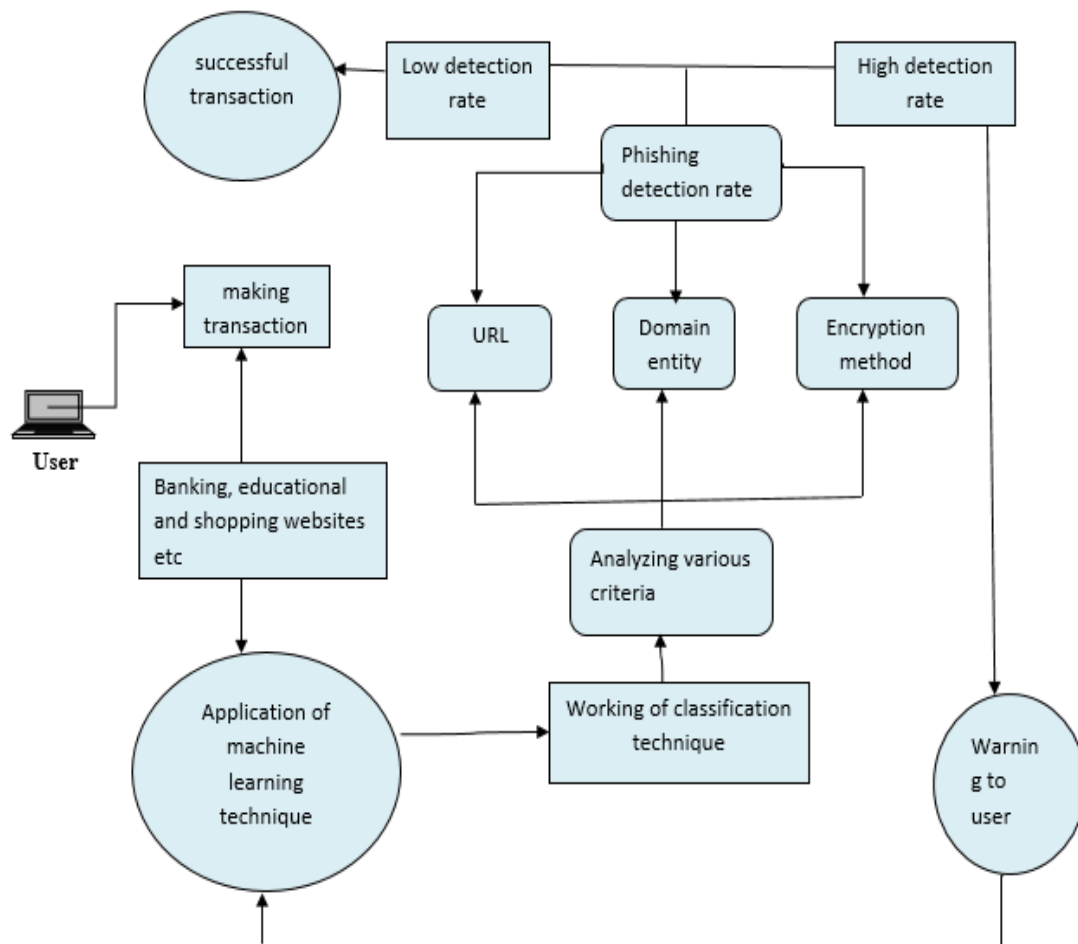 successful
transaction
Low detection
rate
High detection
rate
Phishing
detection rate
making
transaction
URL
Domain
entity
Encryption
method
User
Banking, educational
and shopping websites
etc
Analyzing various
criteria
Application of
machine
learning
technique
Working of classification
technique
Warnin
g to
user